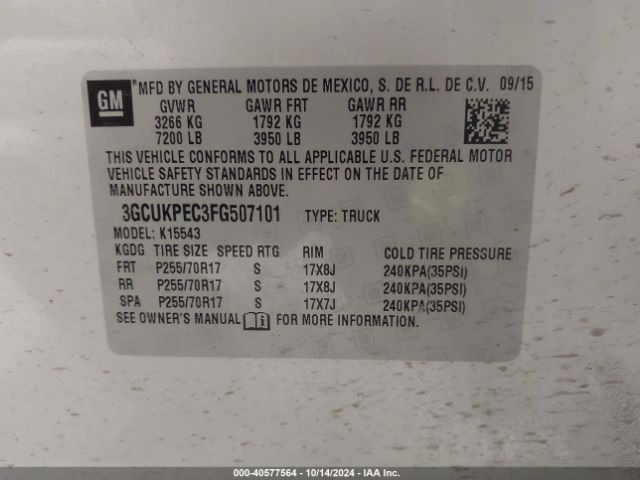 GM
*MFD BY GENERAL MOTORS DE MEXICO, S. DE R.L. DE C.V. 09/15
GVWR GAWR FRT GAWR RR
3266 KG 1792 KG 1792 KG
7200 LB 3950 LB 3950 LB
THIS VEHICLE CONFORMS TO ALL APPLICABLE U.S. FEDERAL MOTOR
VEHICLE SAFETY STANDARDS IN EFFECT ON THE DATE OF
MANUFACTURE SHOWN ABOVE.
3GCUKPEC3FG507101 TYPE: TRUCK
MODEL: K15543
KGDG TIRE SIZE SPEED RTG RIM COLD TIRE PRESSURE
FRT P255/70R17 S 17X8J 240KPA(35PSI)
RR P255/70R17 S 17X8J 240KPA(35PSI)
SPA P255/70R17 S 17X7J 240KPA(35PSI)
SEE OWNER'S MANUAL FOR MORE INFORMATION.
000-40577564 | 10/14/2024 | IAA Inc.